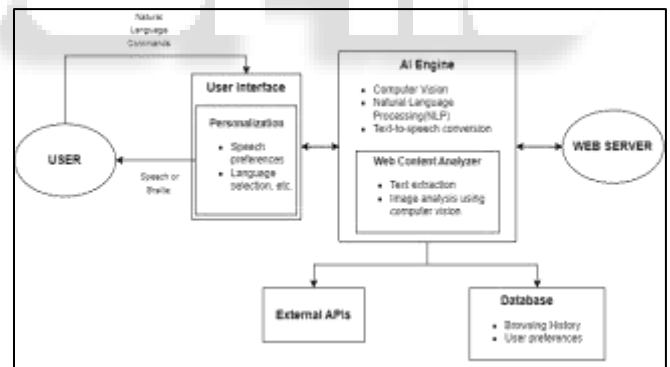 Natural
Language
Commands
USER
Speech or
Braille
User Interface
Personalization
• Speech
preferences
• Language
selection, etc.
AI Engine
• Computer Vision
• Natural Language
Processing(NLP)
• Text-to-speech conversion
Web Content Analyzer
• Text extraction
• Image analysis using
computer vision
WEB SERVER
External APIs
Database
• Browsing History
• User preferences